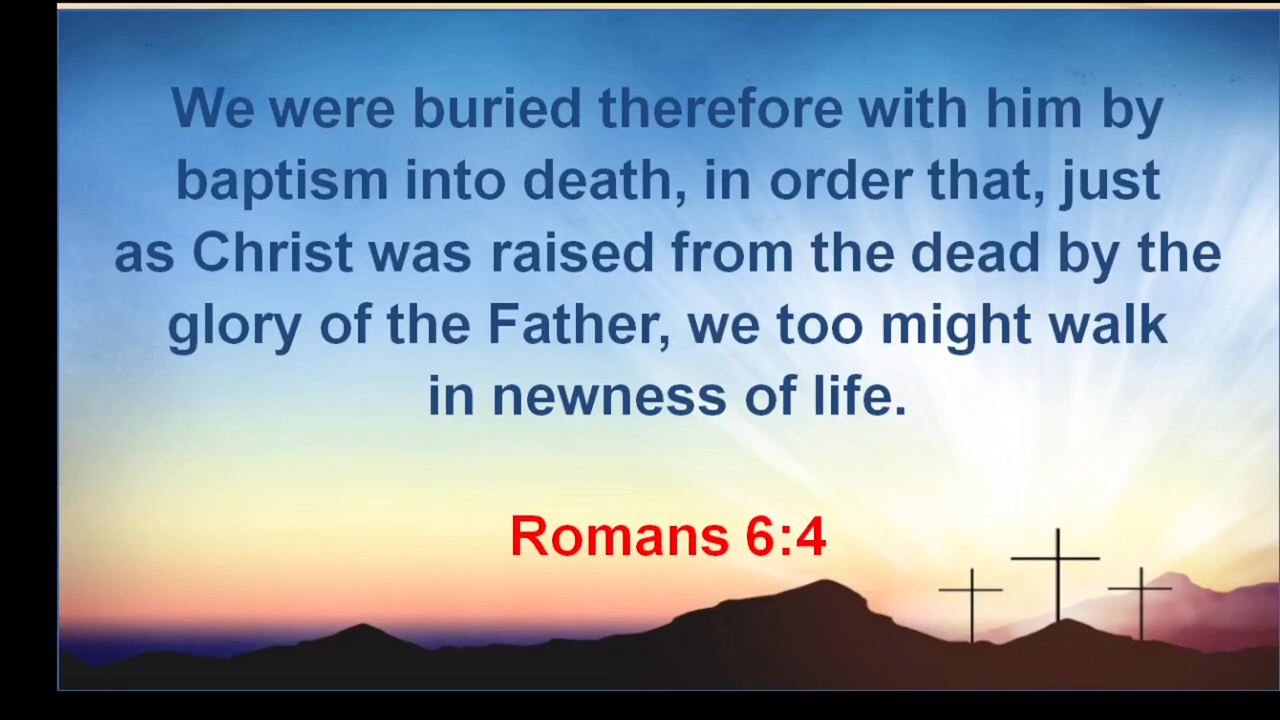 We were buried therefore with him by
baptism into death, in order that, just
as Christ was raised from the dead by the
glory of the Father, we too might walk
in newness of life.
Romans 6:4